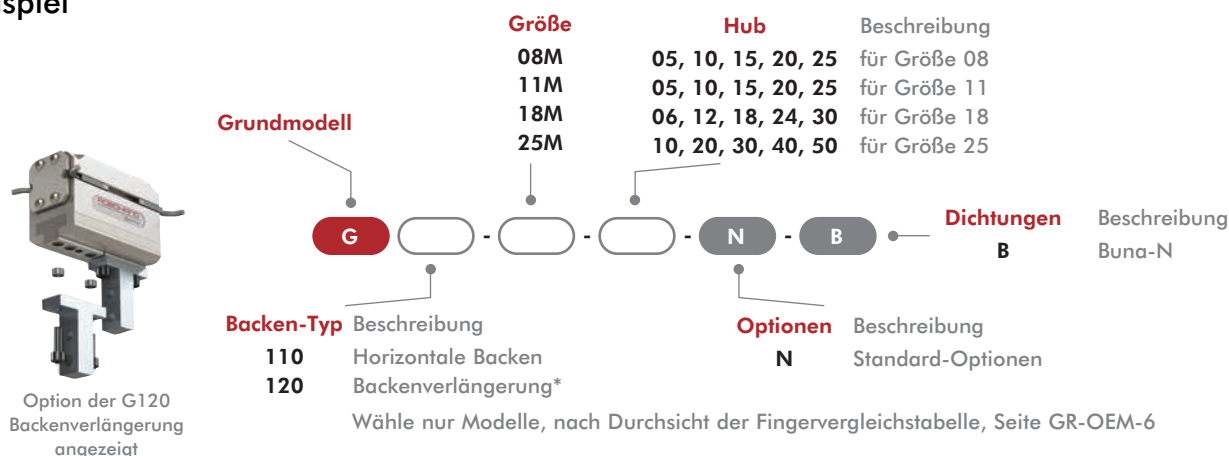 spiel
Größe Hub Beschreibung
08M 05, 10, 15, 20, 25 für Größe 08
11M 05, 10, 15, 20, 25 für Größe 11
18M 06, 12, 18, 24, 30 für Größe 18
25M 10, 20, 30, 40, 50 für Größe 25
Grundmodell
G - - - N - B
Dichtungen Beschreibung
B Buna-N
Backen-Typ Beschreibung
110 Horizontale Backen
120 Backenverlängerung*
Optionen Beschreibung
N Standard-Optionen
Wähle nur Modelle, nach Durchsicht der Fingervergleichstabelle, Seite GR-OEM-6
Option der G120
Backenverlängerung
angezeigt